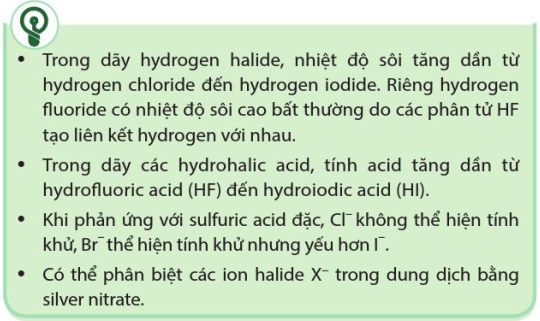 • Trong dãy hydrogen halide, nhiệt độ sôi tăng dần từ
hydrogen chloride đến hydrogen iodide. Riêng hydrogen
fluoride có nhiệt độ sôi cao bất thường do các phân tử HF
tạo liên kết hydrogen với nhau.
• Trong dãy các hydrohalic acid, tính acid tăng dần từ
hydrofluoric acid (HF) đến hydroiodic acid (HI).
• Khi phản ứng với sulfuric acid đặc, Cl⁻ không thể hiện tính
khử, Br⁻ thể hiện tính khử nhưng yếu hơn I⁻.
• Có thể phân biệt các ion halide X⁻ trong dung dịch bằng
silver nitrate.